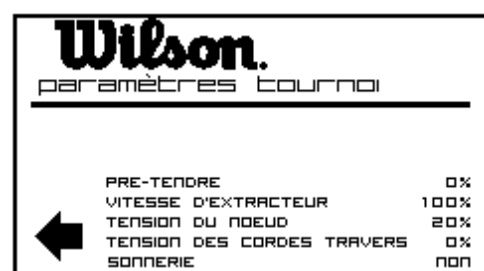 Wilson.
paramètres tournoi
PRE-TENDRE 0%
VITESSE D'EXTRACTEUR 100%
TENSION DU NOEUD 20%
TENSION DES CORDES TRAVERS 0%
SONNERIE NON